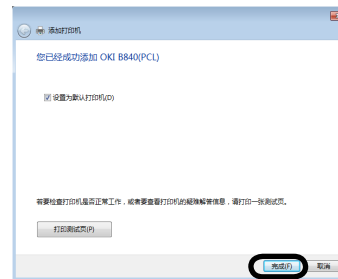 添加打印机
您已经成功添加 OKI B840(PCL)
设置为默认打印机(D)
若要检查打印机是否正常工作，或者要查看打印机的疑难解答信息，请打印一张测试页。
打印测试页(P)
完成(F) 取消